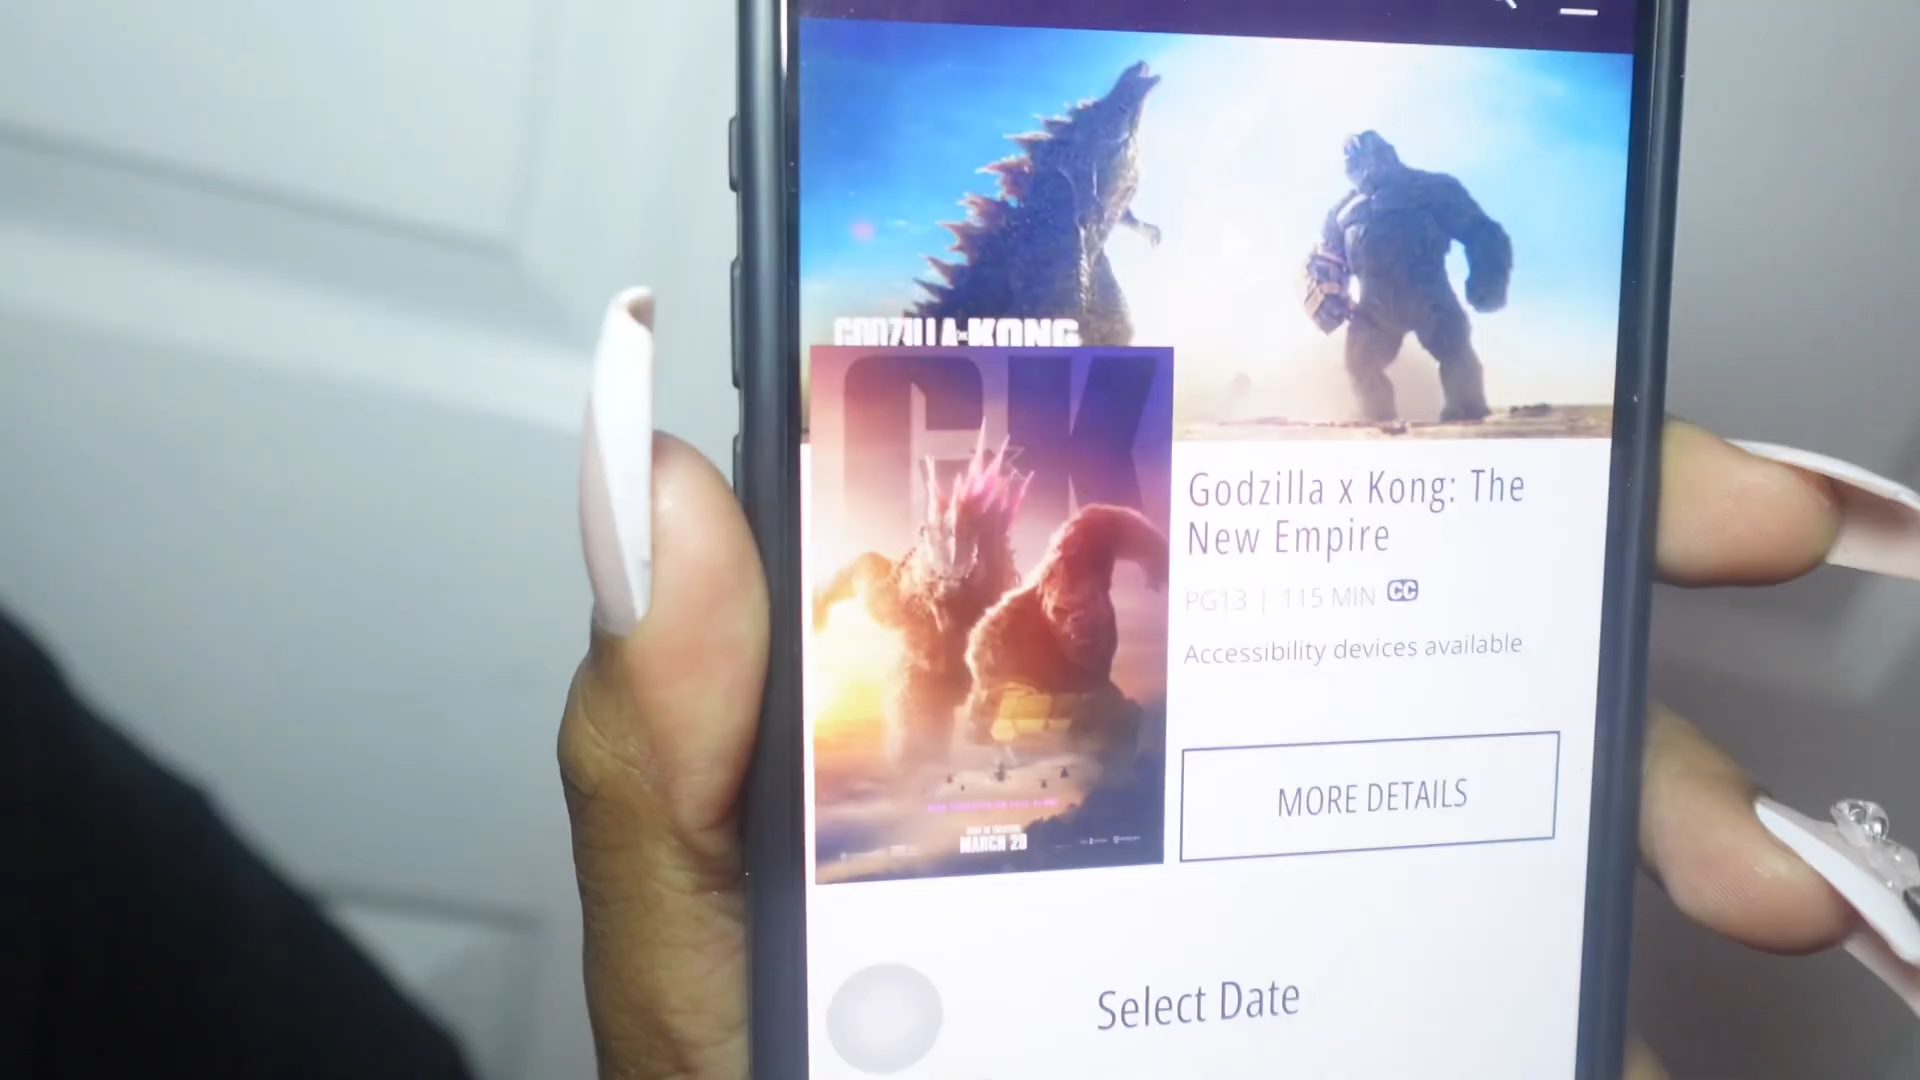 GODZILLA x KONG
GK
Godzilla x Kong: The
New Empire
PG13 | 115 MIN CC
Accessibility devices available
MORE DETAILS
MARCH 29
Select Date